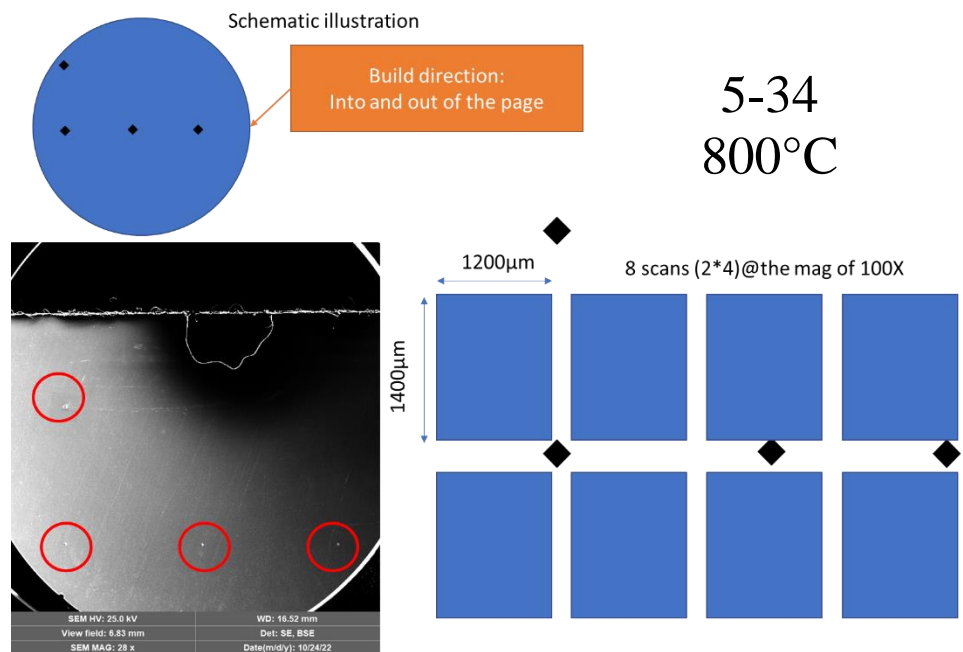 Schematic illustration
Build direction:
Into and out of the page
5-34
800°C
1200µm
8 scans (2*4)@the mag of 100X
1400µm
SEM HV: 25.0 kV
WD: 16.52 mm
View field: 6.83 mm
Det: SE, BSE
SEM MAG: 28 x
Date(m/d/y): 10/24/22